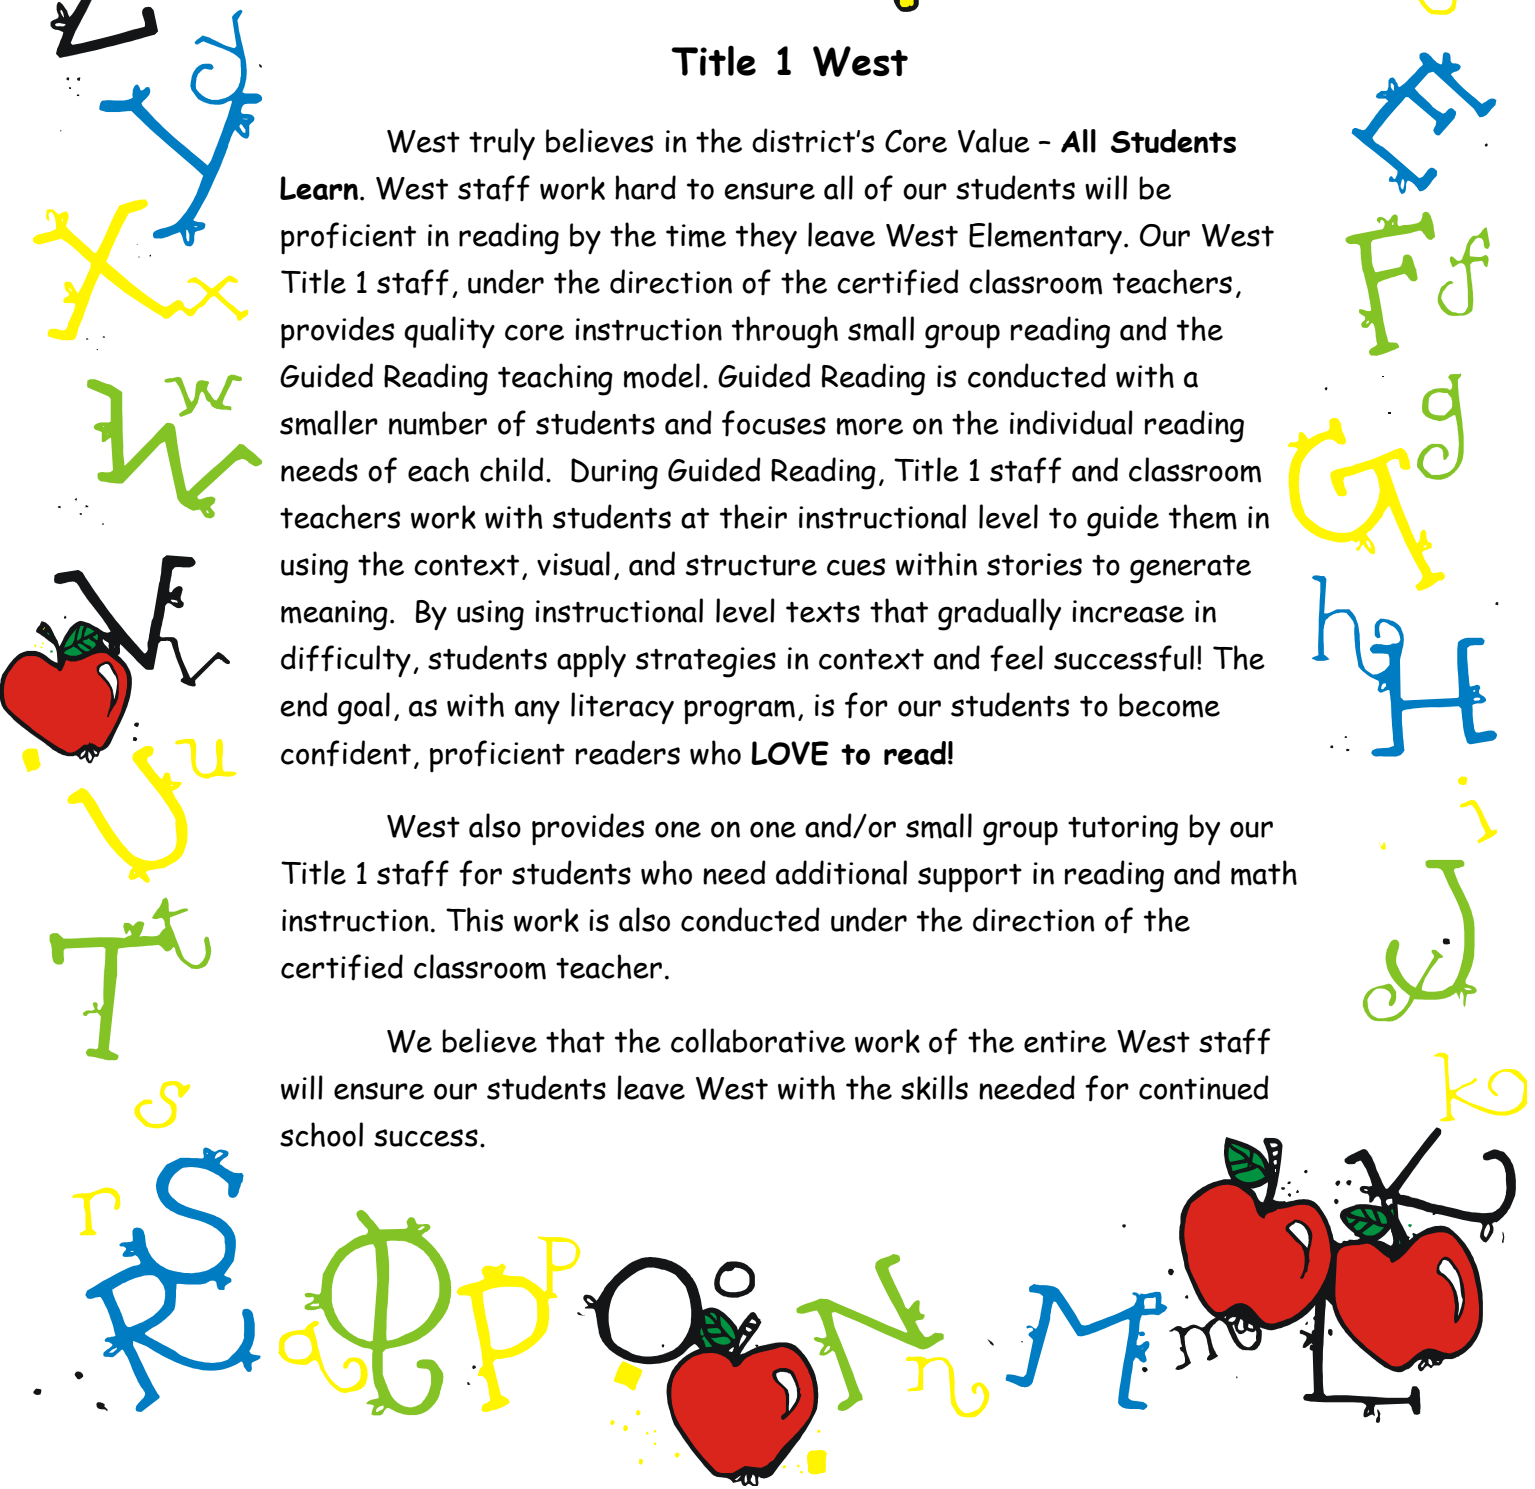 Title 1 West
West truly believes in the district's Core Value – All Students
Learn. West staff work hard to ensure all of our students will be
proficient in reading by the time they leave West Elementary. Our West
Title 1 staff, under the direction of the certified classroom teachers,
provides quality core instruction through small group reading and the
Guided Reading teaching model. Guided Reading is conducted with a
smaller number of students and focuses more on the individual reading
needs of each child.  During Guided Reading, Title 1 staff and classroom
teachers work with students at their instructional level to guide them in
using the context, visual, and structure cues within stories to generate
meaning.  By using instructional level texts that gradually increase in
difficulty, students apply strategies in context and feel successful! The
end goal, as with any literacy program, is for our students to become
confident, proficient readers who LOVE to read!
West also provides one on one and/or small group tutoring by our
Title 1 staff for students who need additional support in reading and math
instruction. This work is also conducted under the direction of the
certified classroom teacher.
We believe that the collaborative work of the entire West staff
will ensure our students leave West with the skills needed for continued
school success.
E
F f
G g
H h
i
J j
K k
L
M m
N n
O o
P p
Q q
R r
S s
T t
U u
V v
W w
X x
Y y
Z